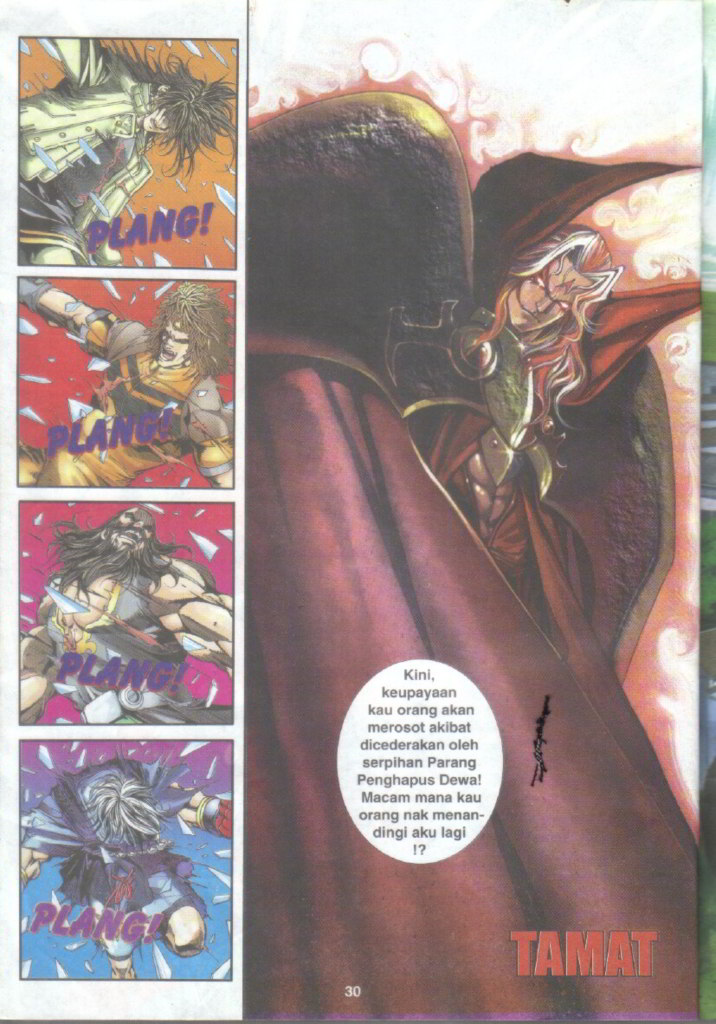 PLANG!
PLANG!
PLANG!
PLANG!
Kini,
keupayaan
kau orang akan
merosot akibat
dicederakan oleh
serpihan Parang
Penghapus Dewa!
Macam mana kau
orang nak menan-
dingi aku lagi
!?
TAMAT
30